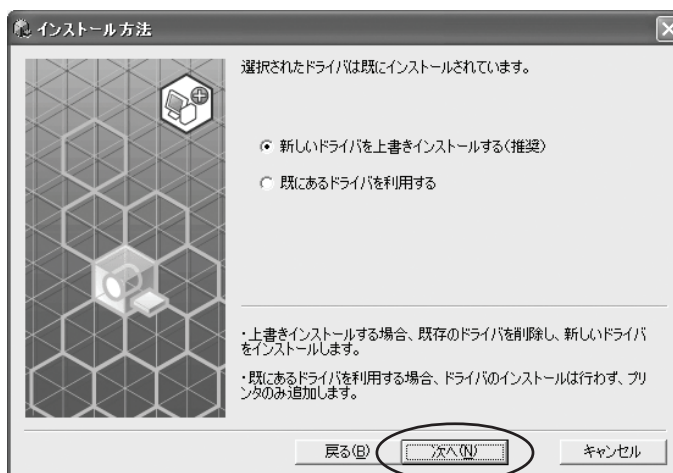 インストール方法
選択されたドライバは既にインストールされています。
新しいドライバを上書きインストールする(推奨)
既にあるドライバを利用する
・上書きインストールする場合、既存のドライバを削除し、新しいドライバ
をインストールします。
・既にあるドライバを利用する場合、ドライバのインストールは行わず、プリ
ンタのみ追加します。
戻る(B)
次へ(N)
キャンセル